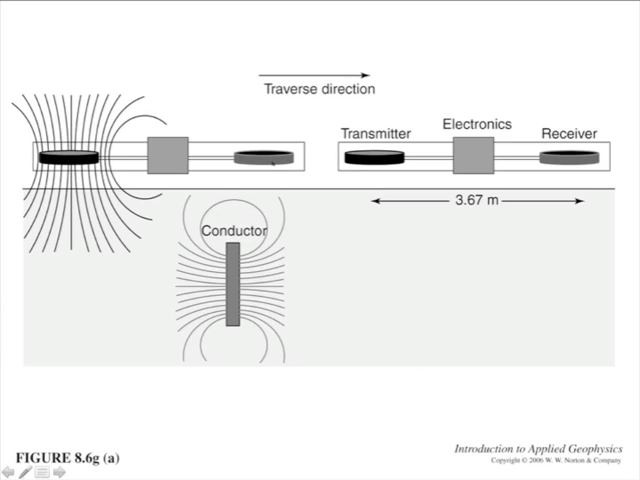 Traverse direction
Transmitter
Electronics
Receiver
3.67 m
Conductor
FIGURE 8.6g (a)
Introduction to Applied Geophysics
Copyright © 2006 W. W. Norton & Company